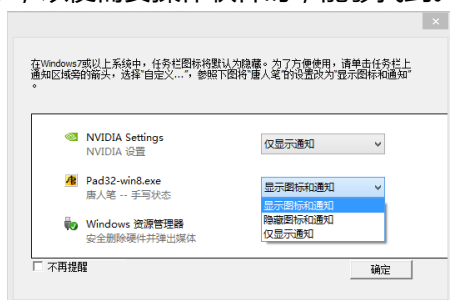 在Windows7或以上系统中，任务栏图标将默认为隐藏。为了方便使用，请单击任务栏上
通知区域旁的箭头，选择"自定义..."，参照下图将"唐人笔"的设置改为"显示图标和通知"
。
NVIDIA Settings
NVIDIA 设置
仅显示通知
Pad32-win8.exe
唐人笔 -- 手写状态
显示图标和通知
显示图标和通知
隐藏图标和通知
仅显示通知
Windows 资源管理器
安全删除硬件并弹出媒体
不再提醒
确定